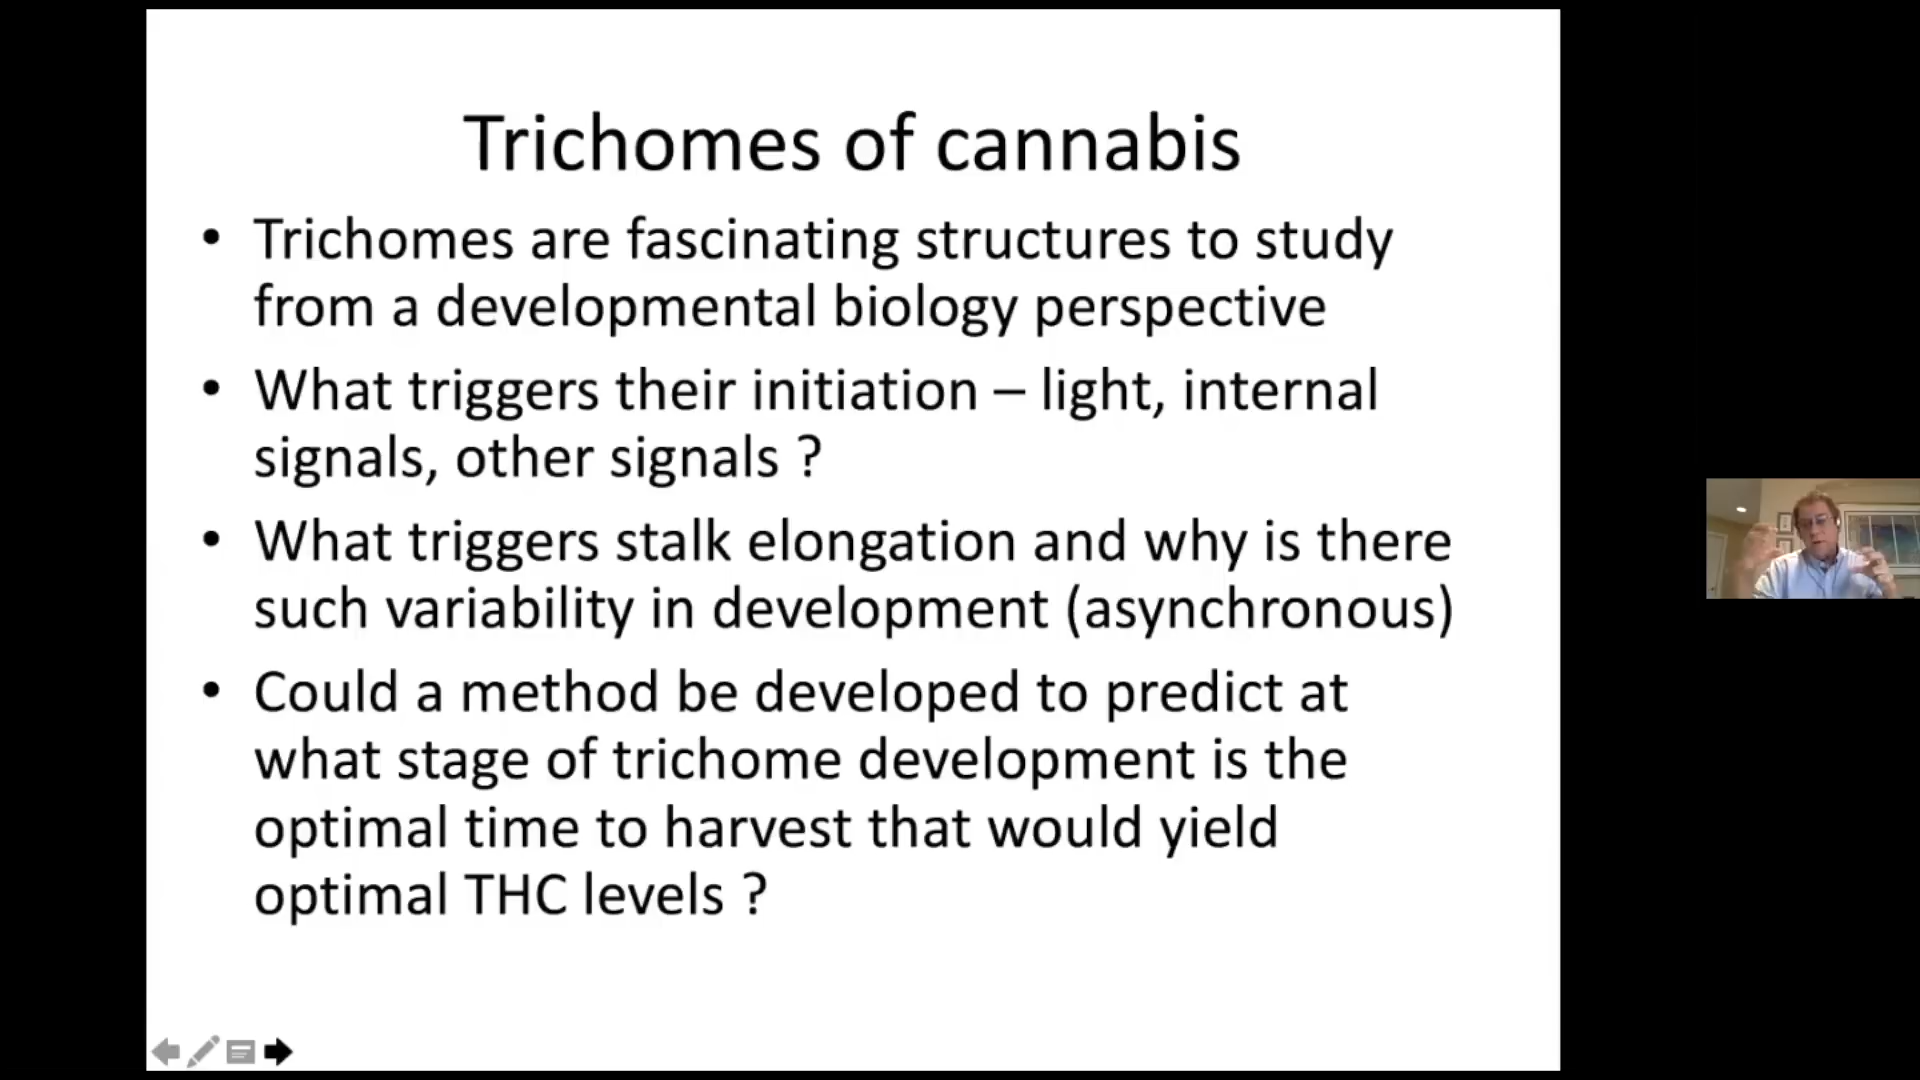 Trichomes of cannabis
• Trichomes are fascinating structures to study
from a developmental biology perspective
• What triggers their initiation – light, internal
signals, other signals ?
• What triggers stalk elongation and why is there
such variability in development (asynchronous)
• Could a method be developed to predict at
what stage of trichome development is the
optimal time to harvest that would yield
optimal THC levels ?